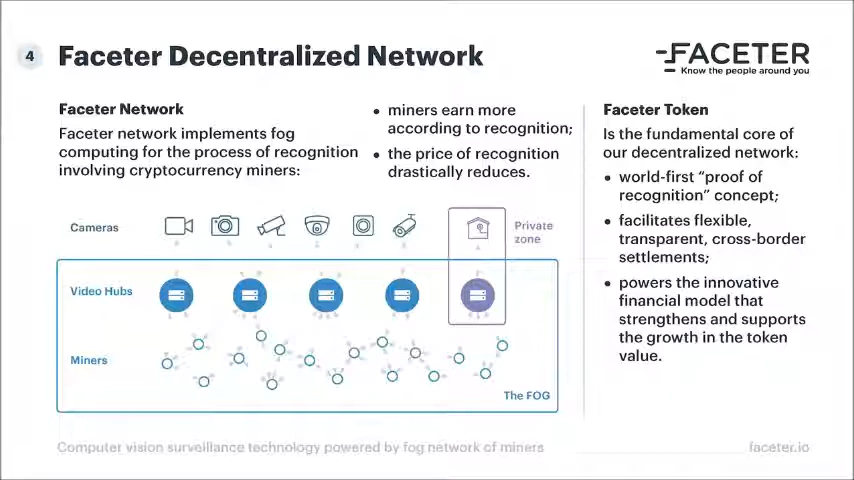 4
Faceter Decentralized Network
FACETER
Know the people around you
Faceter Network
Faceter network implements fog
computing for the process of recognition
involving cryptocurrency miners:
• miners earn more
according to recognition;
• the price of recognition
drastically reduces.
Faceter Token
Is the fundamental core of
our decentralized network:
• world-first “proof of
recognition” concept;
• facilitates flexible,
transparent, cross-border
settlements;
• powers the innovative
financial model that
strengthens and supports
the growth in the token
value.
Cameras
Private
zone
Video Hubs
Miners
The FOG
Computer vision surveillance technology powered by fog network of miners
faceter.io